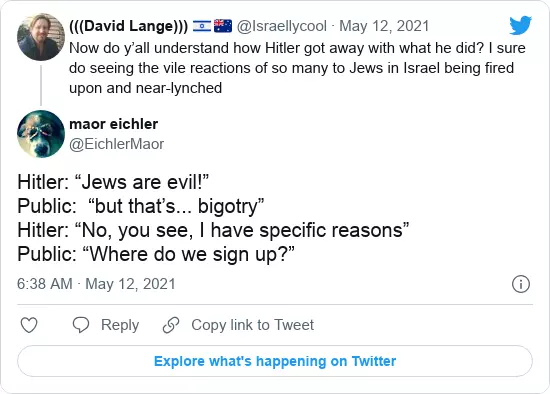 (((David Lange))) 🇮🇱 🇦🇺 @Israellycool · May 12, 2021
Now do y’all understand how Hitler got away with what he did? I sure
do seeing the vile reactions of so many to Jews in Israel being fired
upon and near-lynched
maor eichler
@EichlerMaor
Hitler: “Jews are evil!”
Public:  “but that’s... bigotry”
Hitler: “No, you see, I have specific reasons”
Public: “Where do we sign up?”
6:38 AM · May 12, 2021
Reply
Copy link to Tweet
Explore what's happening on Twitter